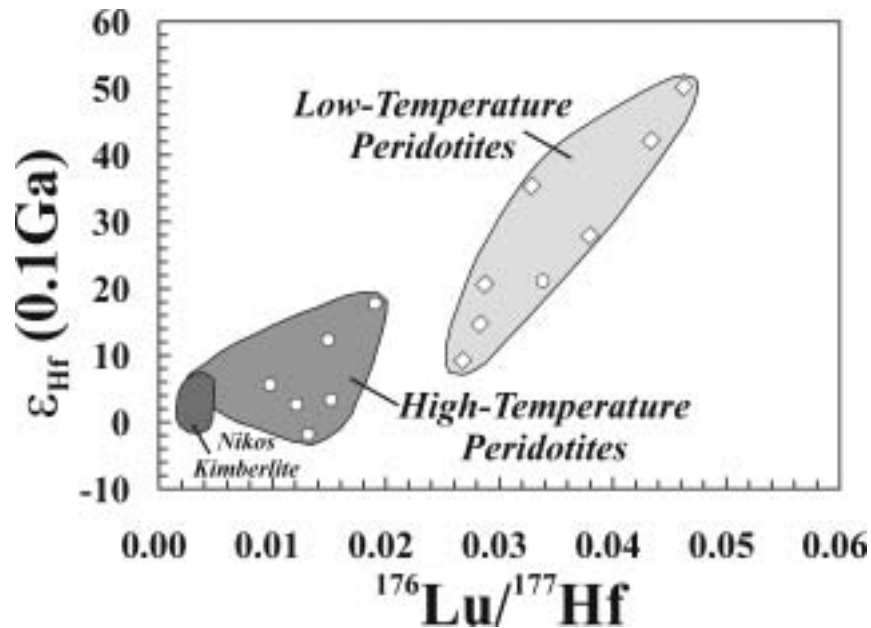 60
50
40
30
20
10
0
-10
εHf (0.1Ga)
Low-Temperature
Peridotites
High-Temperature
Peridotites
Nikos
Kimberlite
0.00 0.01 0.02 0.03 0.04 0.05 0.06
¹⁷⁶Lu/¹⁷⁷Hf